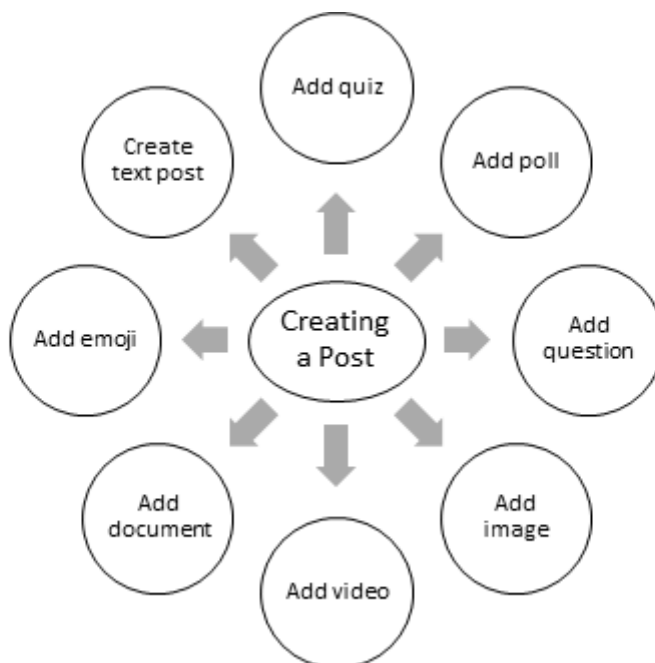 Add quiz
Create
text post
Add poll
Add emoji
Creating
a Post
Add
question
Add
document
Add
image
Add video